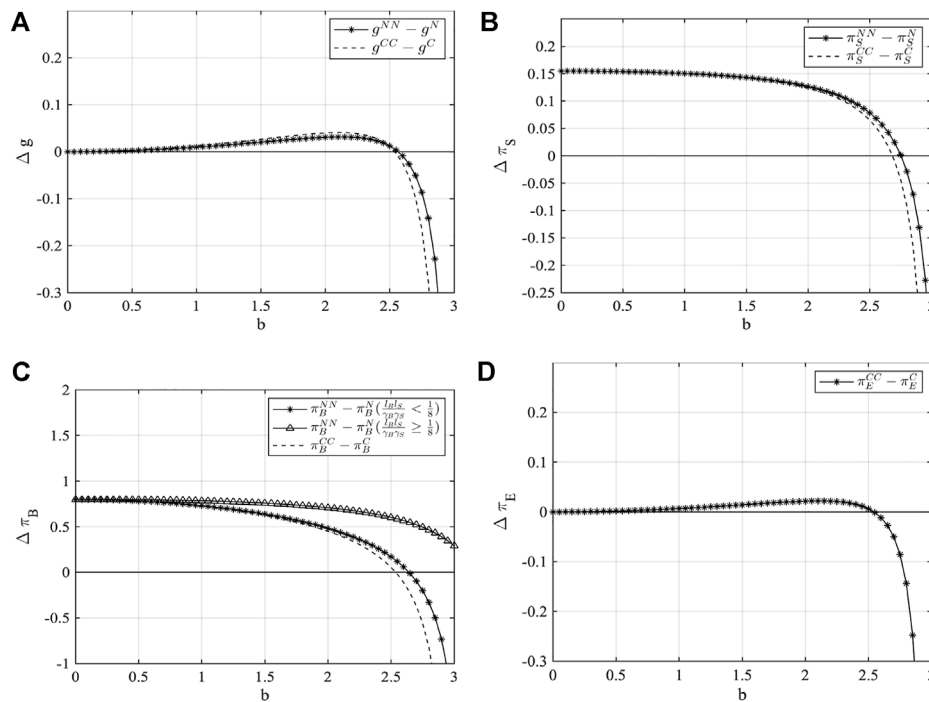 A
g^{NN} − g^{N}
g^{CC} − g^{C}
0.2
0.1
0
-0.1
-0.2
-0.3
Δ g
0 0.5 1 1.5 2 2.5 3
b
B
π_S^{NN} − π_S^{N}
π_S^{CC} − π_S^{C}
0.2
0.15
0.1
0.05
0
-0.05
-0.1
-0.15
-0.2
-0.25
Δ π_S
0 0.5 1 1.5 2 2.5 3
b
C
π_B^{NN} − π_B^{N}(\frac{l_B l_S}{γ_B γ_S} < \frac{1}{8})
π_B^{NN} − π_B^{N}(\frac{l_B l_S}{γ_B γ_S} ≥ \frac{1}{8})
π_B^{CC} − π_B^{C}
2
1.5
1
0.5
0
-0.5
-1
Δ π_B
0 0.5 1 1.5 2 2.5 3
b
D
π_E^{CC} − π_E^{C}
0.2
0.1
0
-0.1
-0.2
-0.3
Δ π_E
0 0.5 1 1.5 2 2.5
b